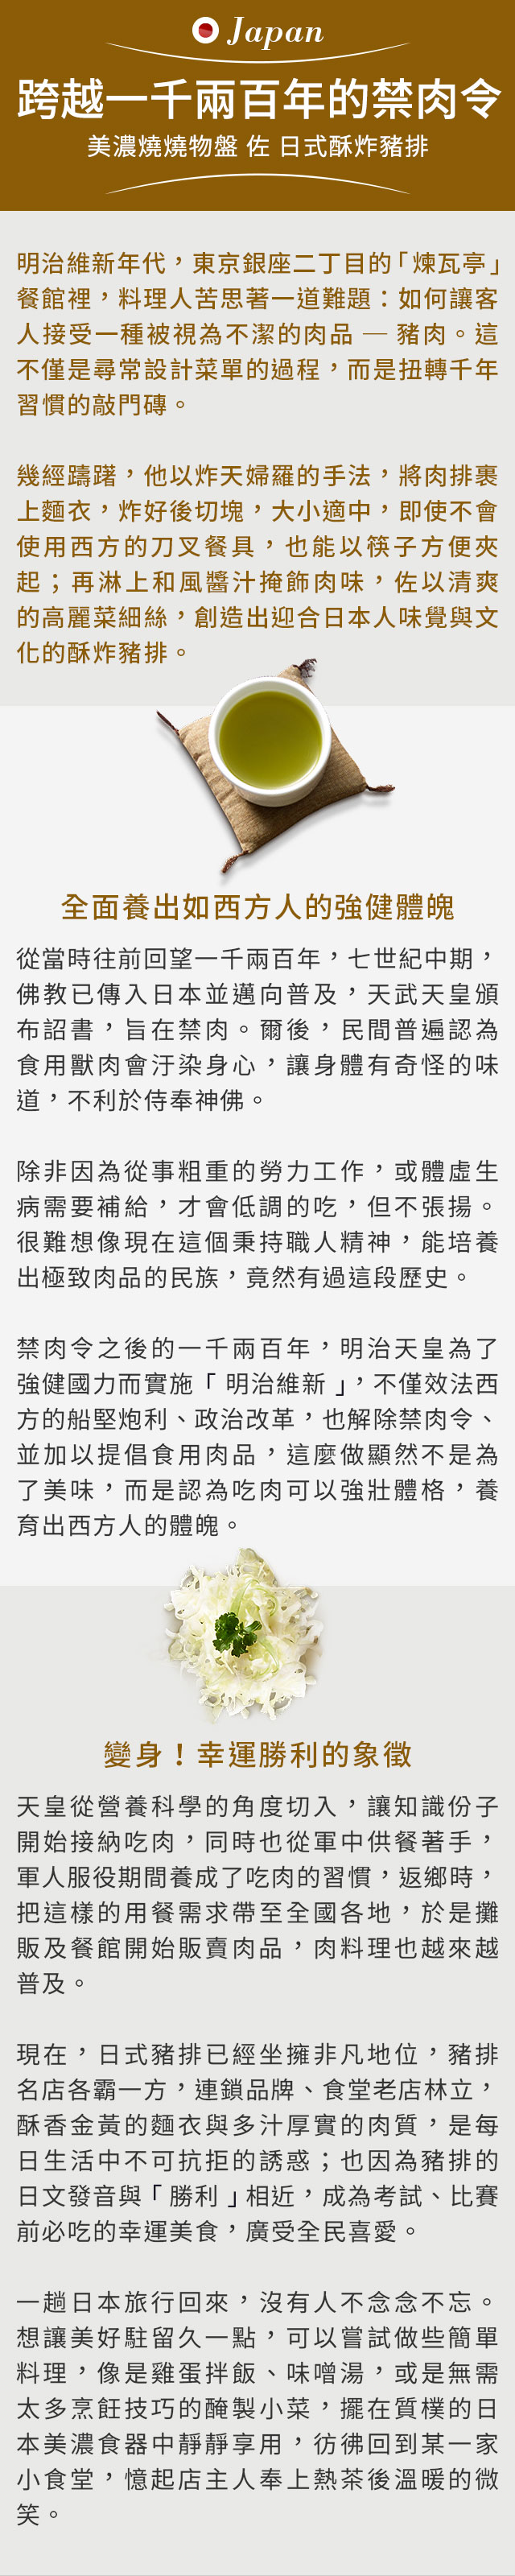 Japan
跨越一千兩百年的禁肉令
美濃燒燒物盤 佐 日式酥炸豬排
明治維新年代，東京銀座二丁目的「煉瓦亭」
餐館裡，料理人苦思著一道難題：如何讓客
人接受一種被視為不潔的肉品 — 豬肉。這
不僅是尋常設計菜單的過程，而是扭轉千年
習慣的敲門磚。
幾經躊躇，他以炸天婦羅的手法，將肉排裹
上麵衣，炸好後切塊，大小適中，即使不會
使用西方的刀叉餐具，也能以筷子方便夾
起；再淋上和風醬汁掩飾肉味，佐以清爽
的高麗菜細絲，創造出迎合日本人味覺與文
化的酥炸豬排。
全面養出如西方人的強健體魄
從當時往前回望一千兩百年，七世紀中期，
佛教已傳入日本並邁向普及，天武天皇頒
布詔書，旨在禁肉。爾後，民間普遍認為
食用獸肉會汙染身心，讓身體有奇怪的味
道，不利於侍奉神佛。
除非因為從事粗重的勞力工作，或體虛生
病需要補給，才會低調的吃，但不張揚。
很難想像現在這個秉持職人精神，能培養
出極致肉品的民族，竟然有過這段歷史。
禁肉令之後的一千兩百年，明治天皇為了
強健國力而實施「明治維新」，不僅效法西
方的船堅炮利、政治改革，也解除禁肉令、
並加以提倡食用肉品，這麼做顯然不是為
了美味，而是認為吃肉可以強壯體格，養
育出西方人的體魄。
變身！幸運勝利的象徵
天皇從營養科學的角度切入，讓知識份子
開始接納吃肉，同時也從軍中供餐著手，
軍人服役期間養成了吃肉的習慣，返鄉時，
把這樣的用餐需求帶至全國各地，於是攤
販及餐館開始販賣肉品，肉料理也越來越
普及。
現在，日式豬排已經坐擁非凡地位，豬排
名店各霸一方，連鎖品牌、食堂老店林立，
酥香金黃的麵衣與多汁厚實的肉質，是每
日生活中不可抗拒的誘惑；也因為豬排的
日文發音與「勝利」相近，成為考試、比賽
前必吃的幸運美食，廣受全民喜愛。
一趟日本旅行回來，沒有人不念念不忘。
想讓美好駐留久一點，可以嘗試做些簡單
料理，像是雞蛋拌飯、味噌湯，或是無需
太多烹飪技巧的醃製小菜，擺在質樸的日
本美濃食器中靜靜享用，彷彿回到某一家
小食堂，憶起店主人奉上熱茶後溫暖的微
笑。